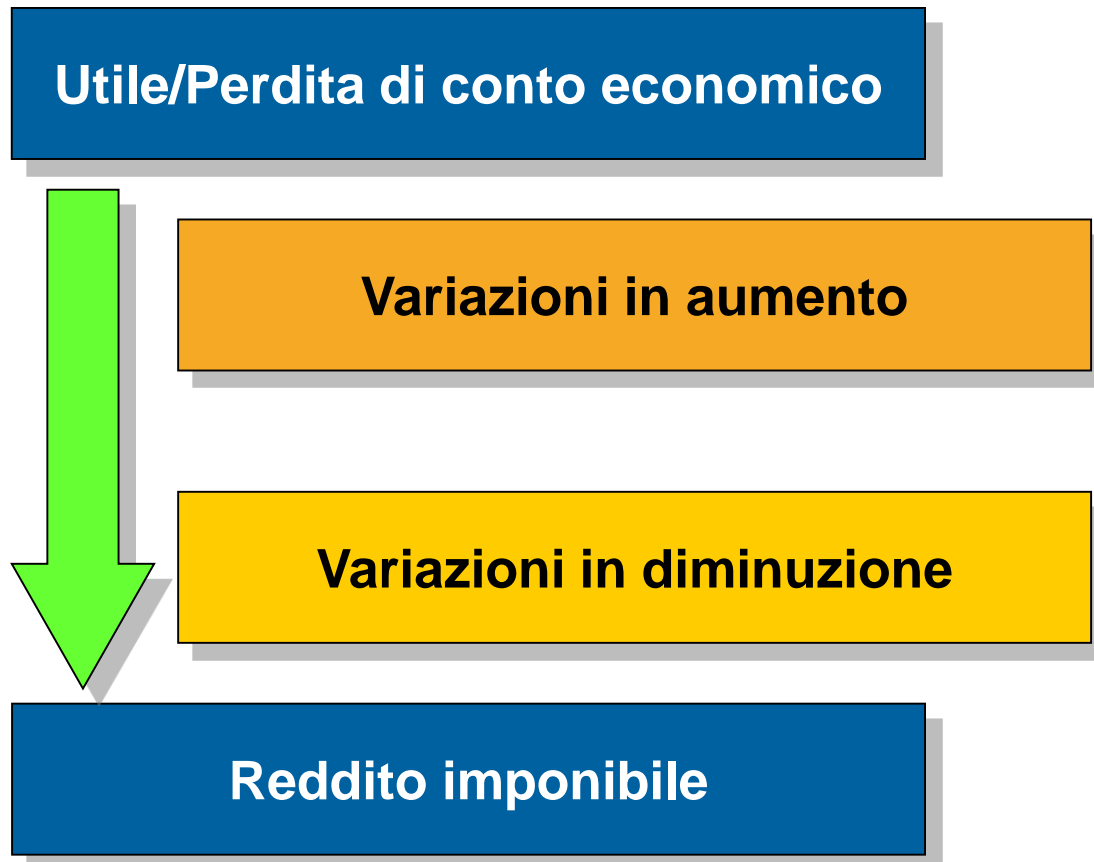 Utile/Perdita di conto economico
Variazioni in aumento
Variazioni in diminuzione
Reddito imponibile